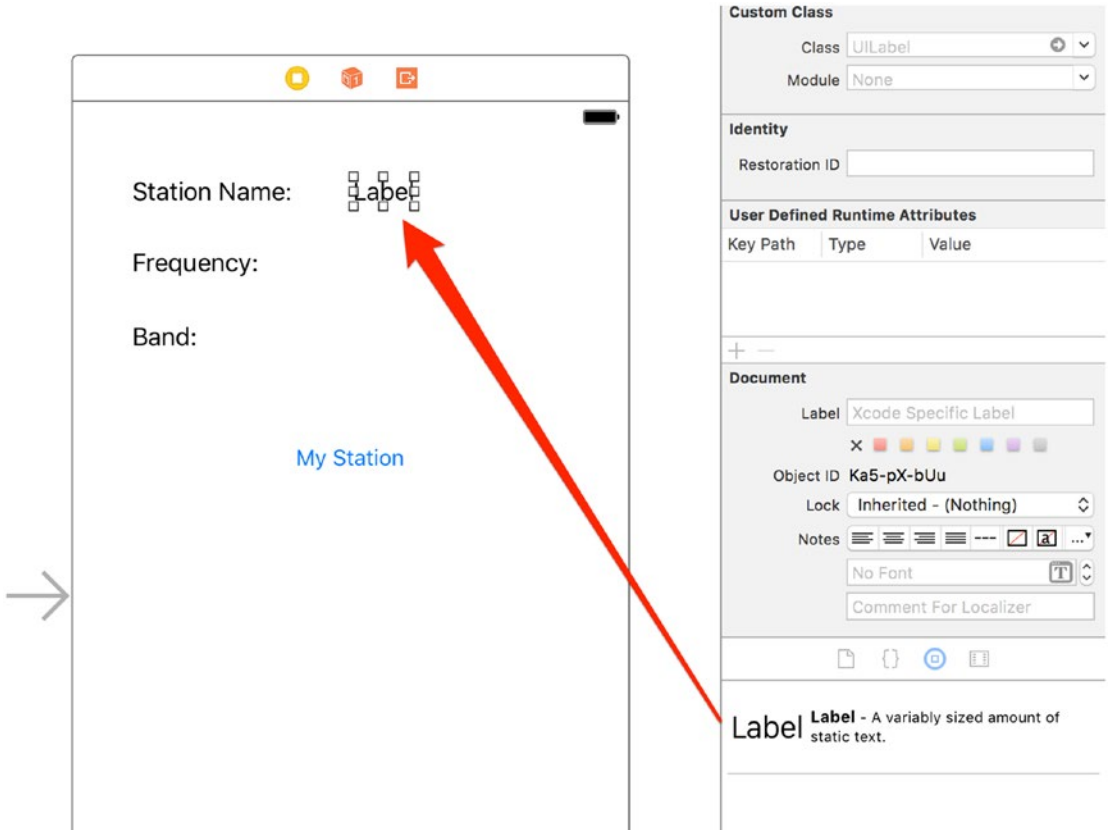 Station Name:
Label
Frequency:
Band:
My Station
Custom Class
Class UILabel
Module None
Identity
Restoration ID
User Defined Runtime Attributes
Key Path Type Value
Document
Label Xcode Specific Label
Object ID Ka5-pX-bUu
Lock Inherited - (Nothing)
Notes
No Font T
Comment For Localizer
{}
Label
Label - A variably sized amount of
static text.